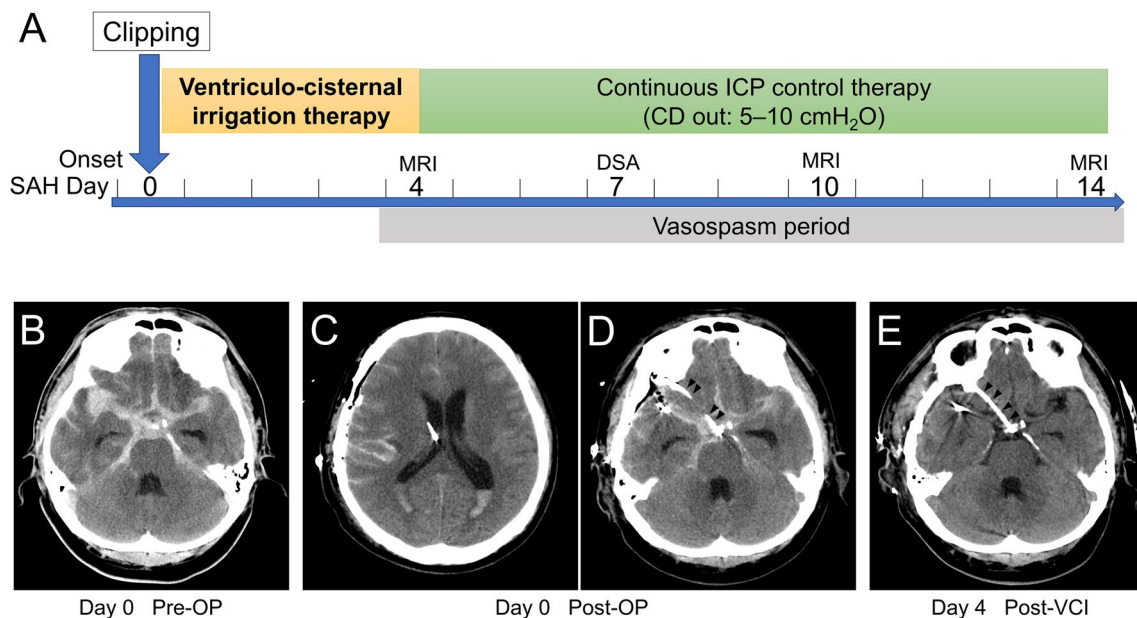 A
Clipping
Ventriculo-cisternal
irrigation therapy
Continuous ICP control therapy
(CD out: 5–10 cmH₂O)
Onset
SAH Day
0
MRI
4
DSA
7
MRI
10
MRI
14
Vasospasm period
B
C
D
E
Day 0 Pre-OP
Day 0 Post-OP
Day 4 Post-VCI